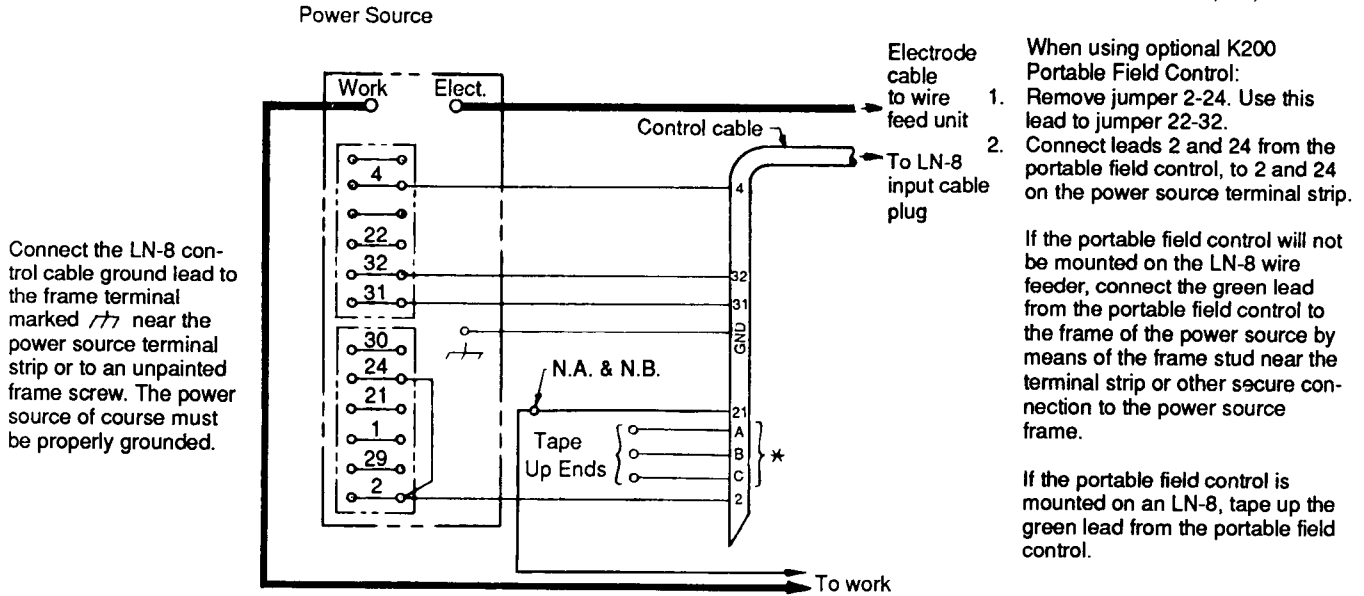 Power Source
Work
Elect.
Electrode
cable
to wire
feed unit
Control cable
To LN-8
input cable
plug
4
22
32
31
30
24
21
1
29
2
4
32
31
GND
21
A
B
C
2
*
N.A. & N.B.
Tape
Up Ends
To work
Connect the LN-8 con-
trol cable ground lead to
the frame terminal
marked near the
power source terminal
strip or to an unpainted
frame screw. The power
source of course must
be properly grounded.
When using optional K200
Portable Field Control:
1. Remove jumper 2-24. Use this
lead to jumper 22-32.
2. Connect leads 2 and 24 from the
portable field control, to 2 and 24
on the power source terminal strip.
If the portable field control will not
be mounted on the LN-8 wire
feeder, connect the green lead
from the portable field control to
the frame of the power source by
means of the frame stud near the
terminal strip or other secure con-
nection to the power source
frame.
If the portable field control is
mounted on an LN-8, tape up the
green lead from the portable field
control.